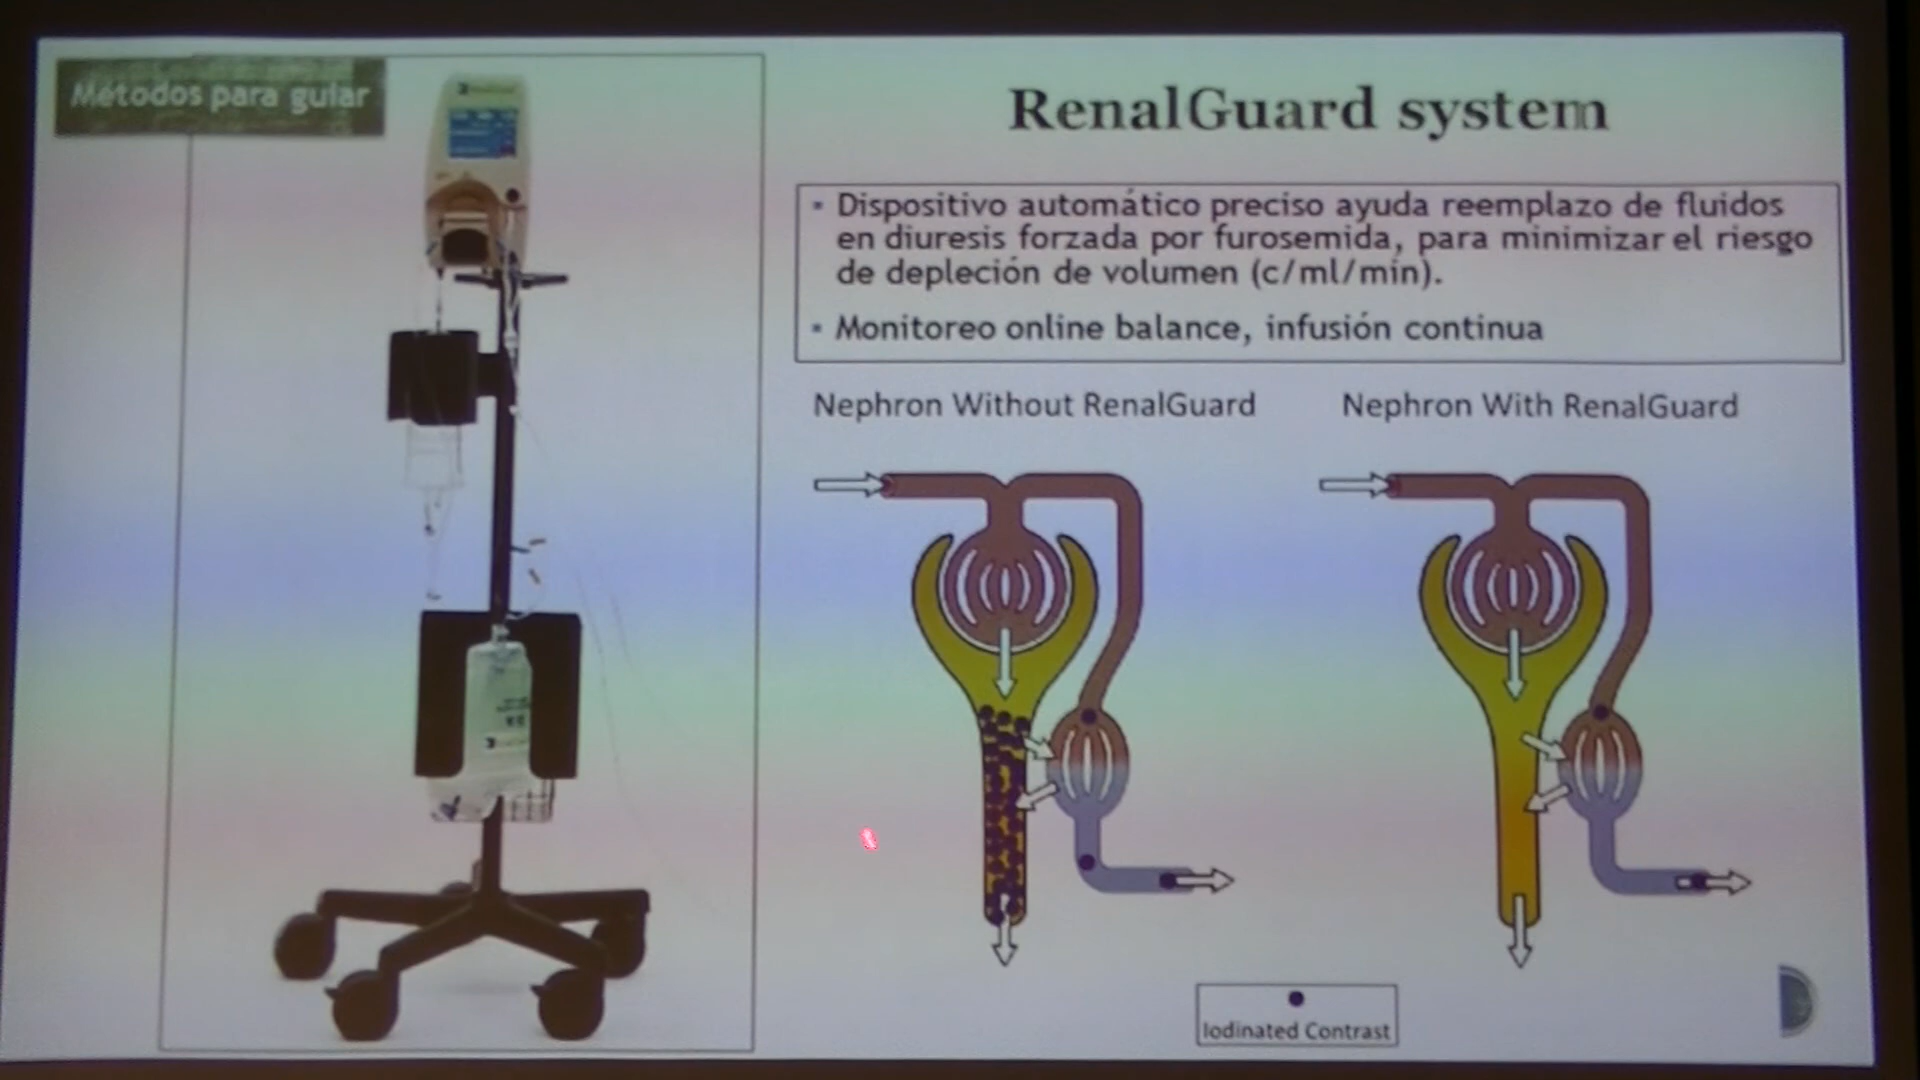 Métodos para guiar
RenalGuard system
Dispositivo automático preciso ayuda reemplazo de fluidos
en diuresis forzada por furosemida, para minimizar el riesgo
de depleción de volumen (c/ml/min).
Monitoreo online balance, infusión continua
Nephron Without RenalGuard
Nephron With RenalGuard
Iodinated Contrast